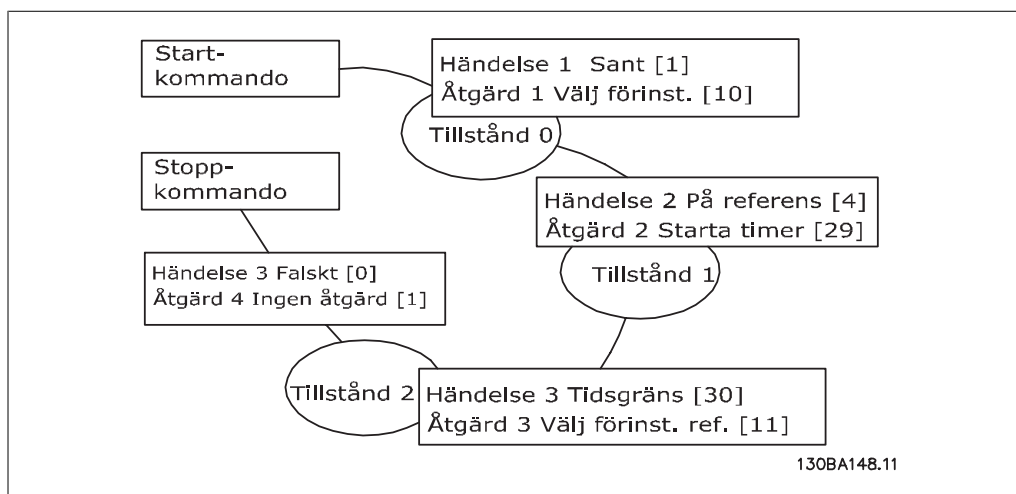 Start-
kommando
Händelse 1 Sant [1]
Åtgärd 1 Välj förinst. [10]
Tillstånd 0
Stopp-
kommando
Händelse 2 På referens [4]
Åtgärd 2 Starta timer [29]
Tillstånd 1
Händelse 3 Falskt [0]
Åtgärd 4 Ingen åtgärd [1]
Tillstånd 2
Händelse 3 Tidsgräns [30]
Åtgärd 3 Välj förinst. ref. [11]
130BA148.11